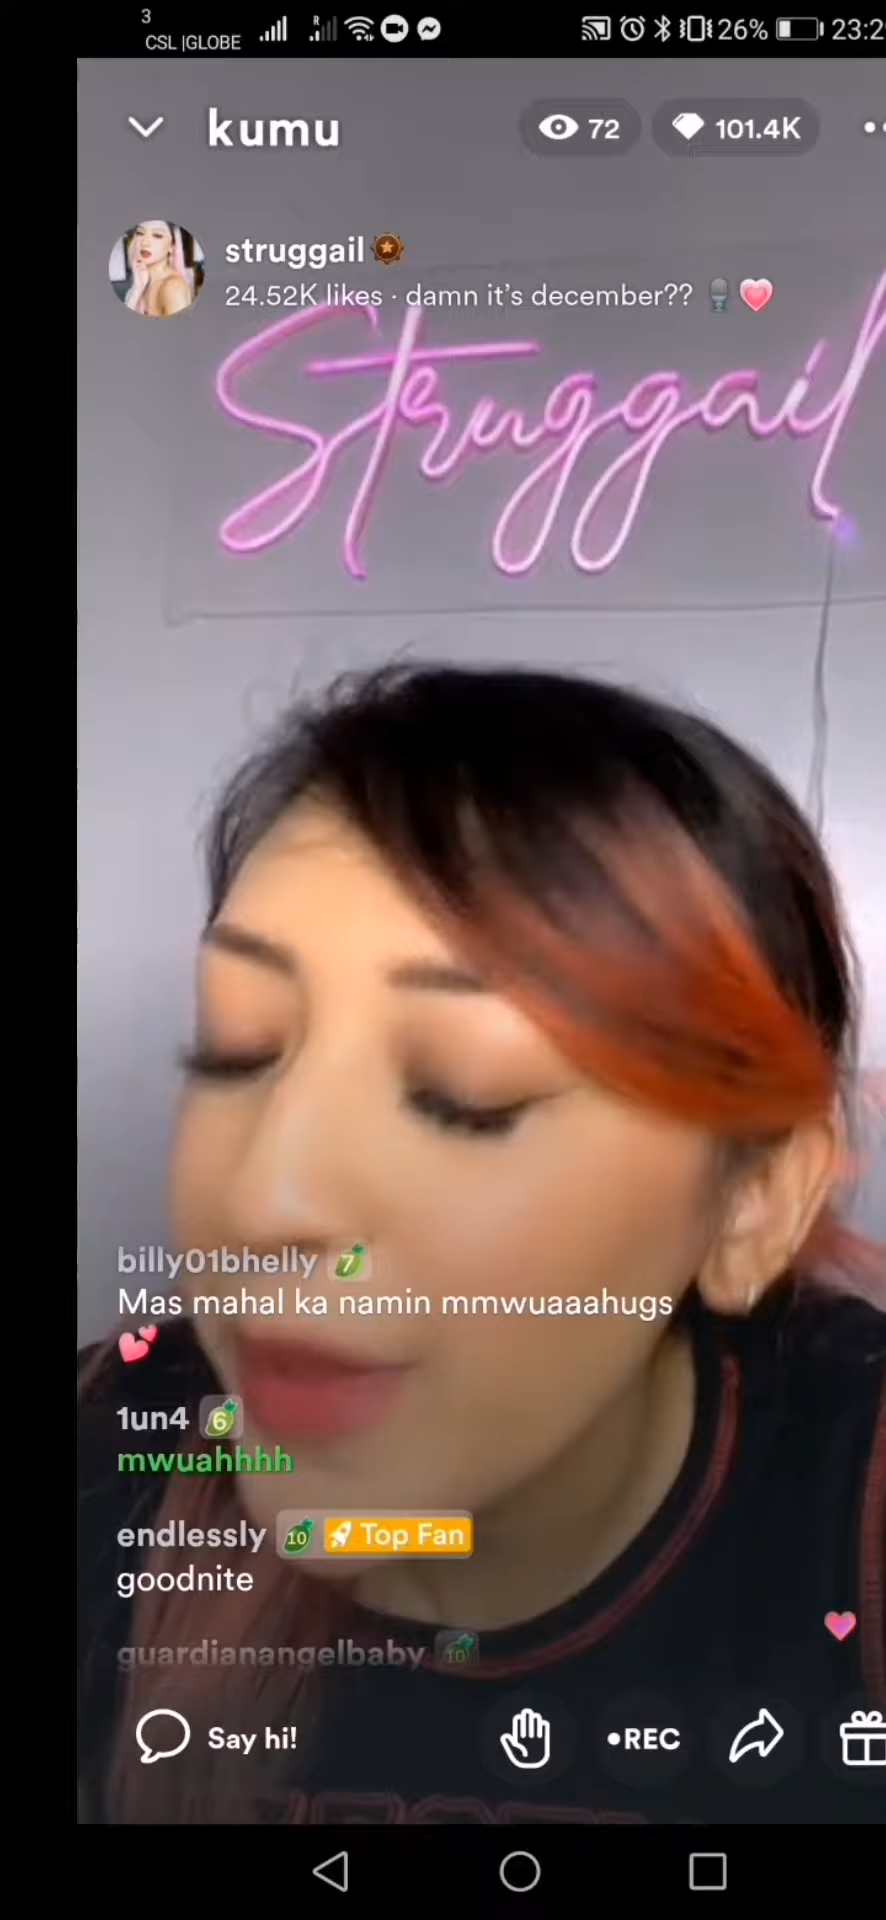 3
CSL |GLOBE
R
26%
23:2
kumu
72
101.4K
struggail
24.52K likes · damn it's december??
Struggail
billy01bhelly 7
Mas mahal ka namin mmwuaaahugs
1un4 6
mwuahhhh
endlessly 10 Top Fan
goodnite
guardianangelbaby 10
Say hi!
•REC